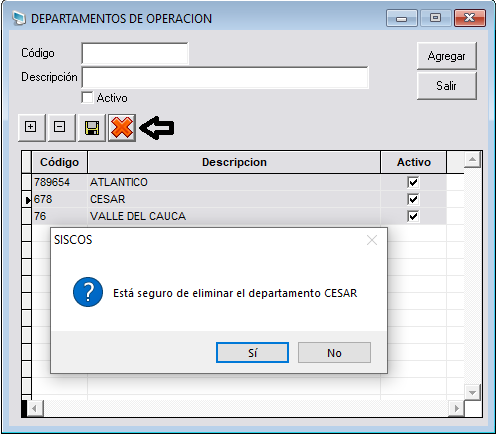 DEPARTAMENTOS DE OPERACION
Código
Agregar
Descripción
Salir
Activo
Código Descripcion Activo
789654 ATLANTICO
678 CESAR
76 VALLE DEL CAUCA
SISCOS
Está seguro de eliminar el departamento CESAR
Sí No